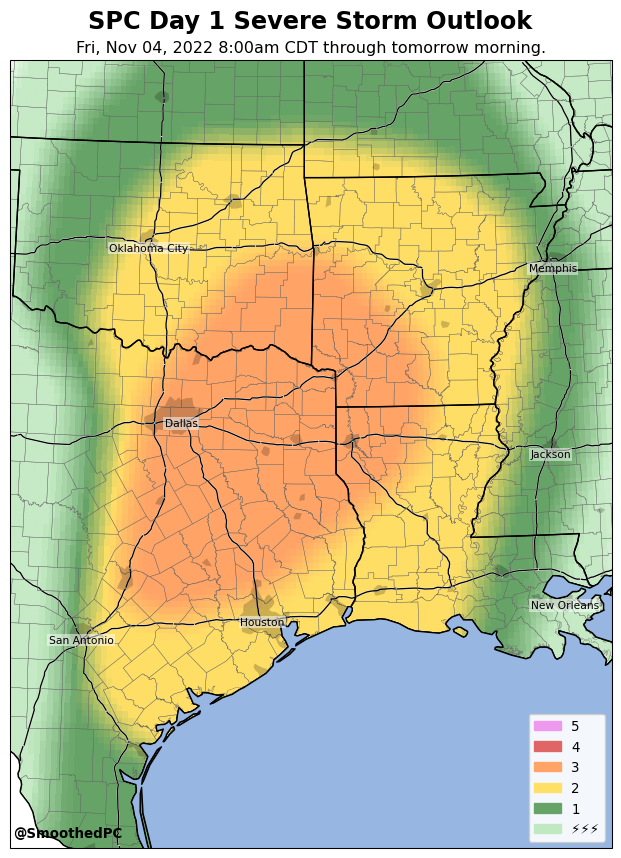 SPC Day 1 Severe Storm Outlook
Fri, Nov 04, 2022 8:00am CDT through tomorrow morning.
Oklahoma City
Memphis
Dallas
Jackson
New Orleans
Houston
San Antonio
5
4
3
2
1
⚡⚡⚡
@SmoothedPC